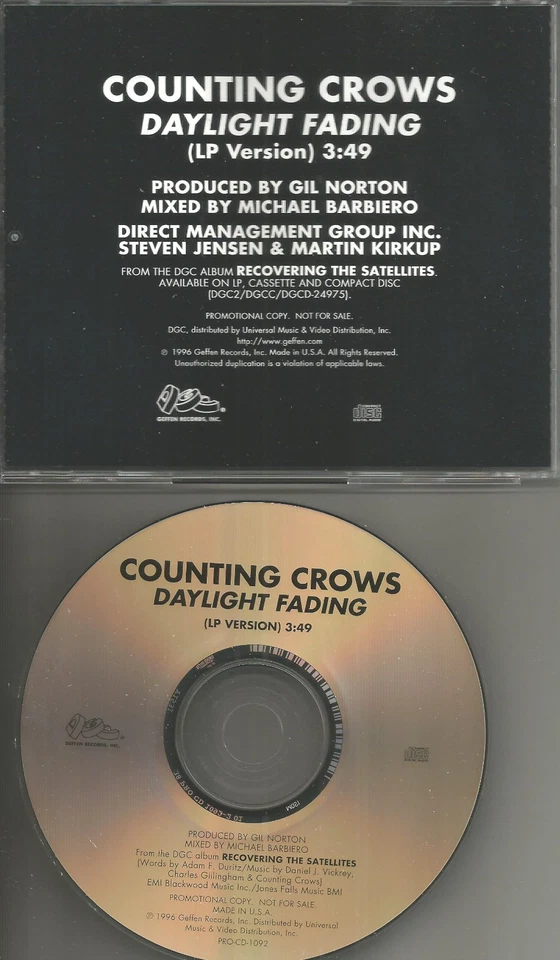 COUNTING CROWS
DAYLIGHT FADING
(LP Version) 3:49
PRODUCED BY GIL NORTON
MIXED BY MICHAEL BARBIERO
DIRECT MANAGEMENT GROUP INC.
STEVEN JENSEN & MARTIN KIRKUP
FROM THE DGC ALBUM RECOVERING THE SATELLITES.
AVAILABLE ON LP, CASSETTE AND COMPACT DISC
(DGC2/DGCC/DGCD-24975).
PROMOTIONAL COPY. NOT FOR SALE.
DGC, distributed by Universal Music & Video Distribution, Inc.
http://www.geffen.com
℗ 1996 Geffen Records, Inc. Made in U.S.A. All Rights Reserved.
Unauthorized duplication is a violation of applicable laws.
GEFFEN RECORDS, INC.
COMPACT disc DIGITAL AUDIO
COUNTING CROWS
DAYLIGHT FADING
(LP VERSION) 3:49
GEFFEN RECORDS, INC.
disc
PRODUCED BY GIL NORTON
MIXED BY MICHAEL BARBIERO
From the DGC album RECOVERING THE SATELLITES
(Words by Adam F. Duritz/Music by Daniel J. Vickrey,
Charles Gillingham & Counting Crows)
EMI Blackwood Music Inc./Jones Falls Music BMI
PROMOTIONAL COPY. NOT FOR SALE.
MADE IN U.S.A.
℗ 1996 Geffen Records, Inc. Distributed by Universal
Music & Video Distribution, Inc.
PRO-CD-1092